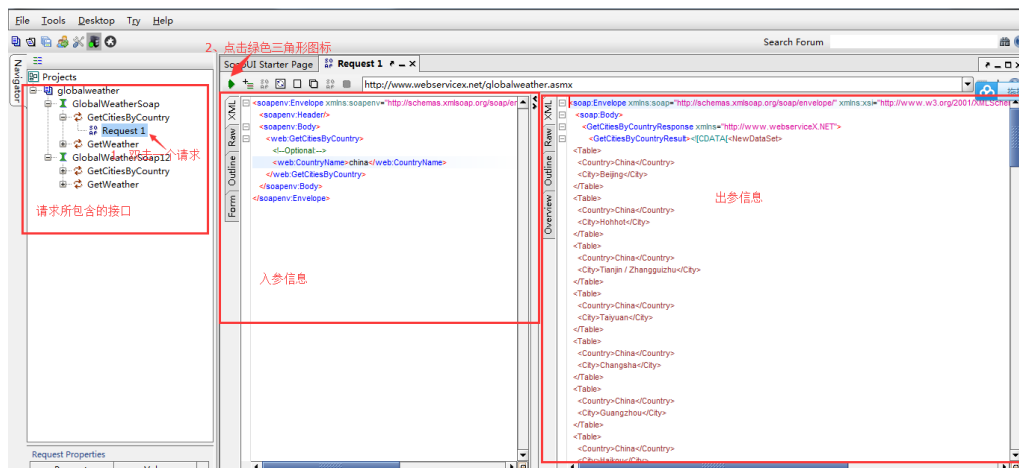 File Tools Desktop Try Help
Search Forum
2、点击绿色三角形图标
SoapUI Starter Page
Request 1
Navigator
Projects
globalweather
GlobalWeatherSoap
GetCitiesByCountry
Request 1
1、双击一个请求
GetWeather
GlobalWeatherSoap12
GetCitiesByCountry
GetWeather
请求所包含的接口
Request Properties
http://www.webservicex.net/globalweather.asmx
XML
Raw
Outline
Form
<soapenv:Envelope xmlns:soapenv="http://schemas.xmlsoap.org/soap/er
<soapenv:Header/>
<soapenv:Body>
<web:GetCitiesByCountry>
<!--Optional:-->
<web:CountryName>china</web:CountryName>
</web:GetCitiesByCountry>
</soapenv:Body>
</soapenv:Envelope>
入参信息
XML
Raw
Outline
Overview
<soap:Envelope xmlns:soap="http://schemas.xmlsoap.org/soap/envelope/" xmlns:xsi="http://www.w3.org/2001/XMLSche
<soap:Body>
<GetCitiesByCountryResponse xmlns="http://www.webserviceX.NET">
<GetCitiesByCountryResult><![CDATA[<NewDataSet>
<Table>
<Country>China</Country>
<City>Beijing</City>
</Table>
<Table>
<Country>China</Country>
<City>Hohhot</City>
</Table>
<Table>
<Country>China</Country>
<City>Tianjin / Zhangguizhu</City>
</Table>
<Table>
<Country>China</Country>
<City>Taiyuan</City>
</Table>
<Table>
<Country>China</Country>
<City>Changsha</City>
</Table>
<Table>
<Country>China</Country>
<City>Guangzhou</City>
</Table>
<Table>
<Country>China</Country>
<City>Haikou</City>
出参信息